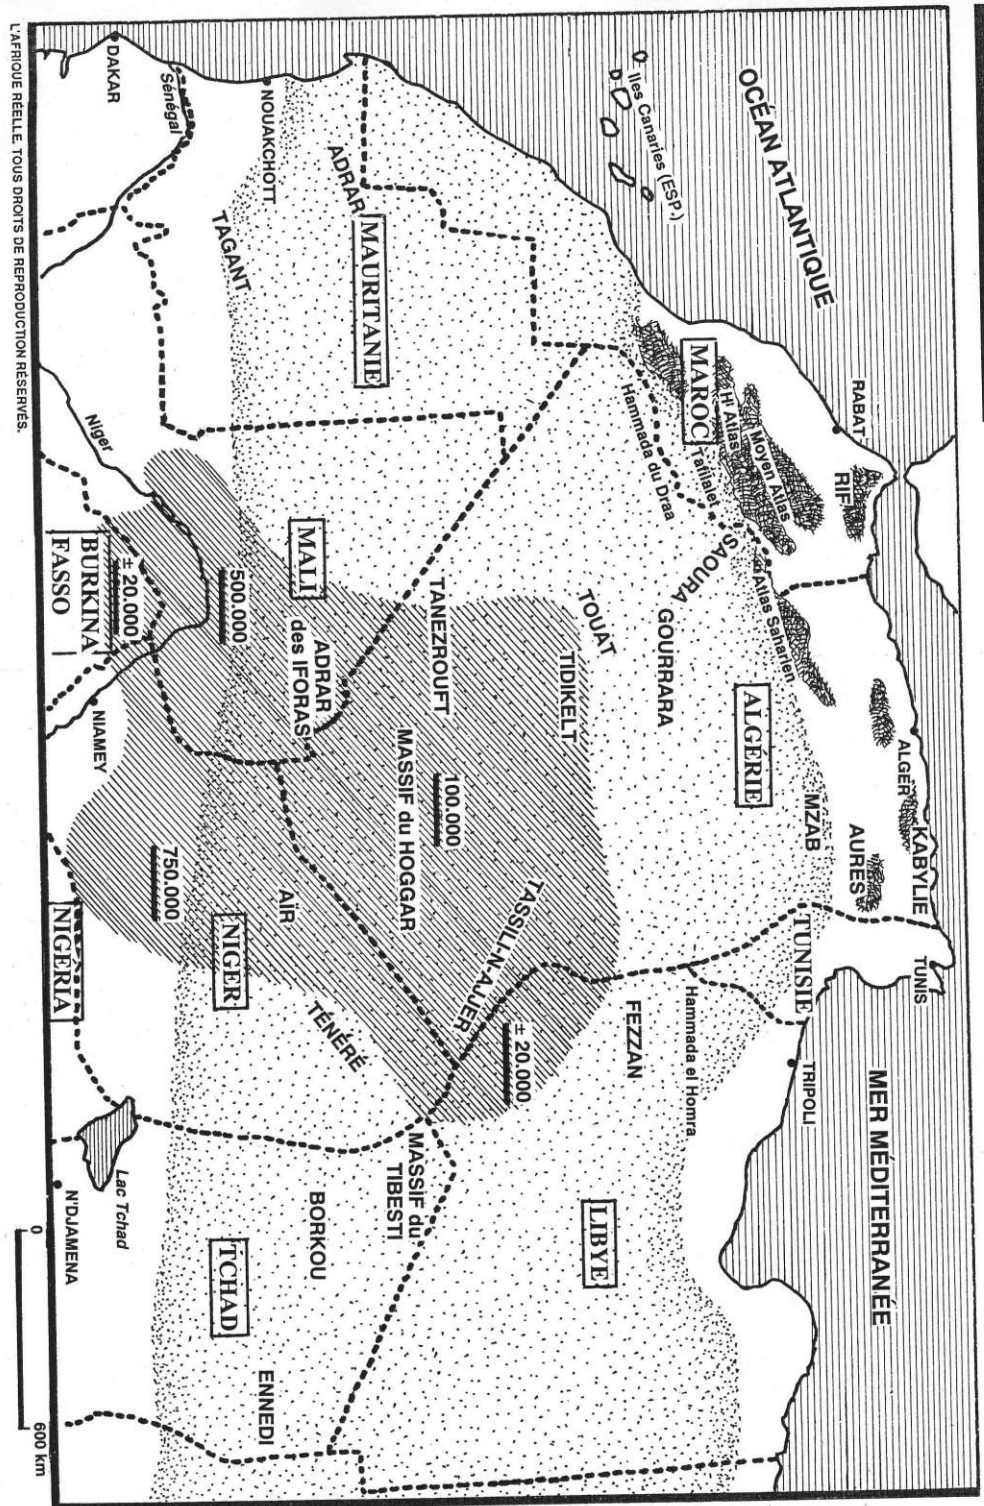 OCÉAN ATLANTIQUE
Iles Canaries (ESP.)
MER MÉDITERRANÉE
RABAT
RIF
Moyen Atlas
Ht Atlas
MAROC
Tafilalet
Hammada du Draa
SAOURA
Atlas Saharien
ALGER
KABYLIE
AURES
TUNIS
TUNISIE
MZAB
ALGÉRIE
GOURRARA
TOUAT
TIDIKELT
TRIPOLI
Hammada el Homra
FEZZAN
LIBYE
TANEZROUFT
100.000
MASSIF du HOGGAR
TASSILI-N-AJJER
± 20.000
ADRAR
MAURITANIE
TAGANT
NOUAKCHOTT
Sénégal
DAKAR
MALI
ADRAR
des IFORAS
500.000
Niger
± 20.000
BURKINA
FASSO
NIAMEY
AÏR
NIGER
750.000
TÉNÉRÉ
NIGÉRIA
MASSIF du
TIBESTI
BORKOU
TCHAD
ENNEDI
Lac Tchad
N'DJAMENA
0 600 km
L'AFRIQUE RÉELLE. TOUS DROITS DE REPRODUCTION RÉSERVÉS.